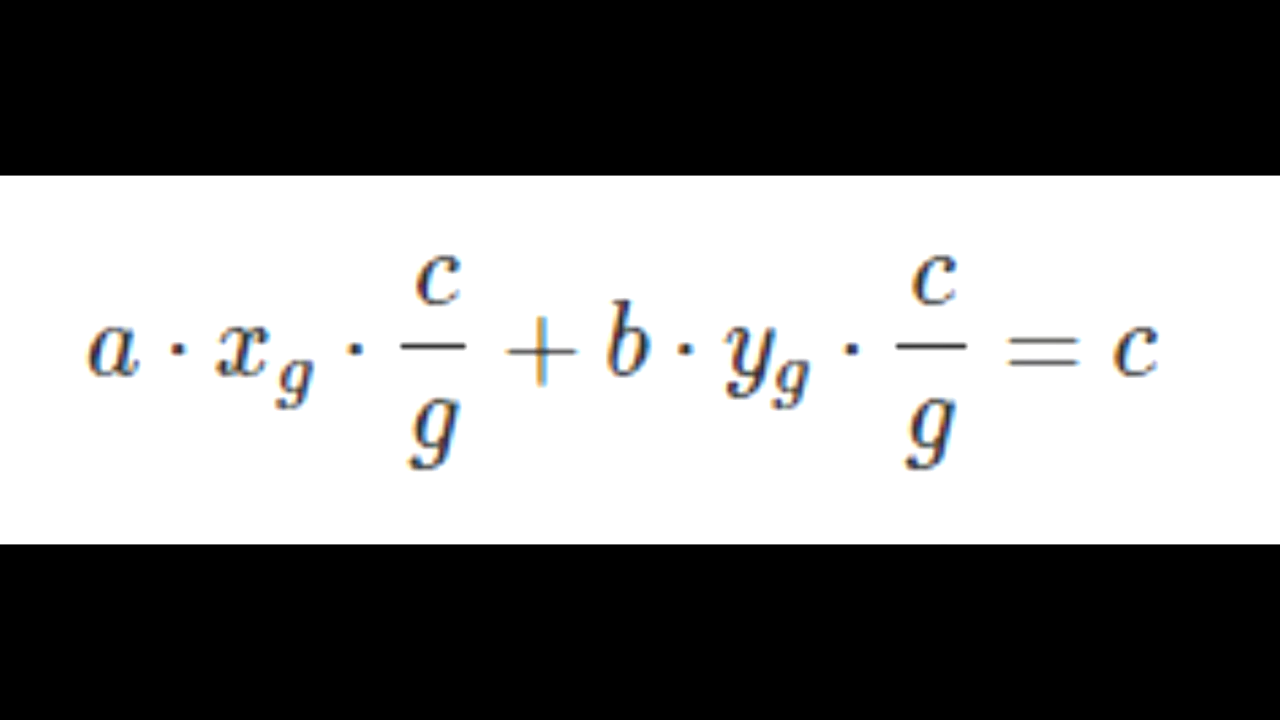 a · x_g · c/g + b · y_g · c/g = c